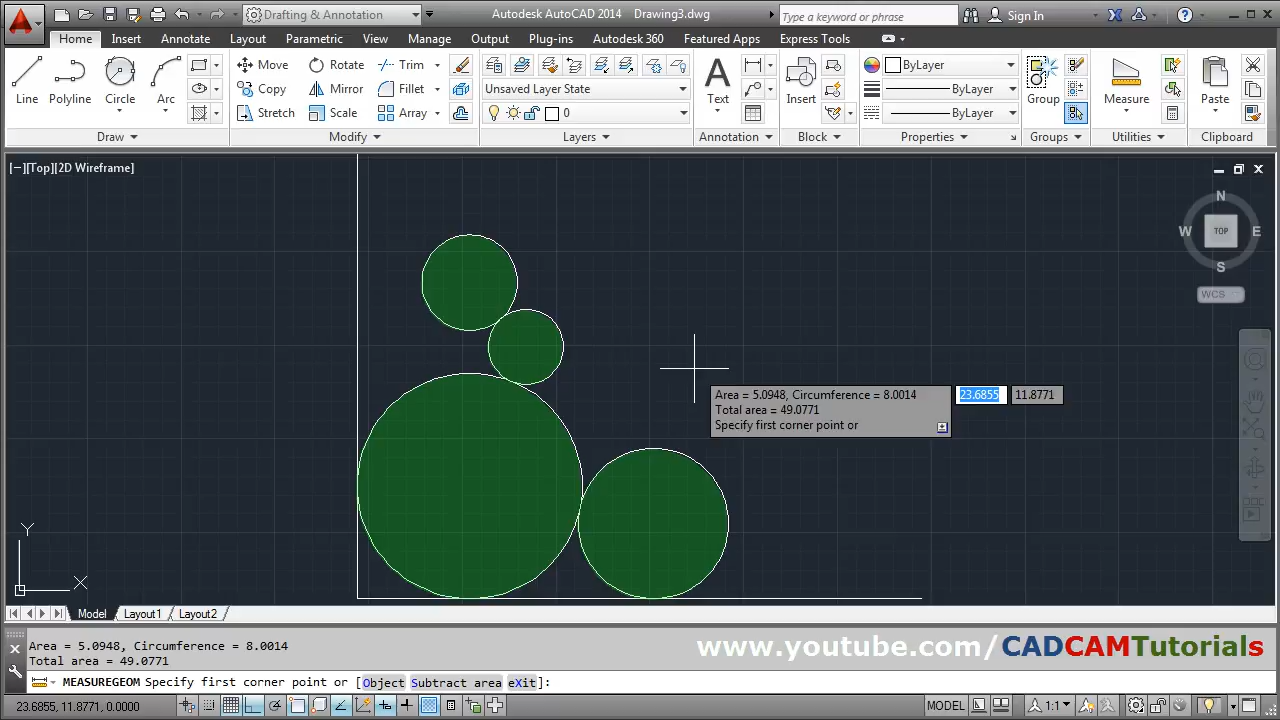 Drafting & Annotation
Autodesk AutoCAD 2014 Drawing3.dwg
Type a keyword or phrase
Sign In
Home Insert Annotate Layout Parametric View Manage Output Plug-ins Autodesk 360 Featured Apps Express Tools
Line Polyline Circle Arc
Move Rotate Trim
Copy Mirror Fillet
Stretch Scale Array
Unsaved Layer State
0
Text
Insert
ByLayer
ByLayer
ByLayer
Group
Measure
Paste
Draw Modify Layers Annotation Block Properties Groups Utilities Clipboard
[−][Top][2D Wireframe]
N
W TOP E
S
WCS
Area = 5.0948, Circumference = 8.0014 23.6855 11.8771
Total area = 49.0771
Specify first corner point or
Y
X
Model Layout1 Layout2
Area = 5.0948, Circumference = 8.0014
Total area = 49.0771
www.youtube.com/CADCAMTutorials
MEASUREGEOM Specify first corner point or [Object Subtract area eXit]:
23.6855, 11.8771, 0.0000
MODEL 1:1